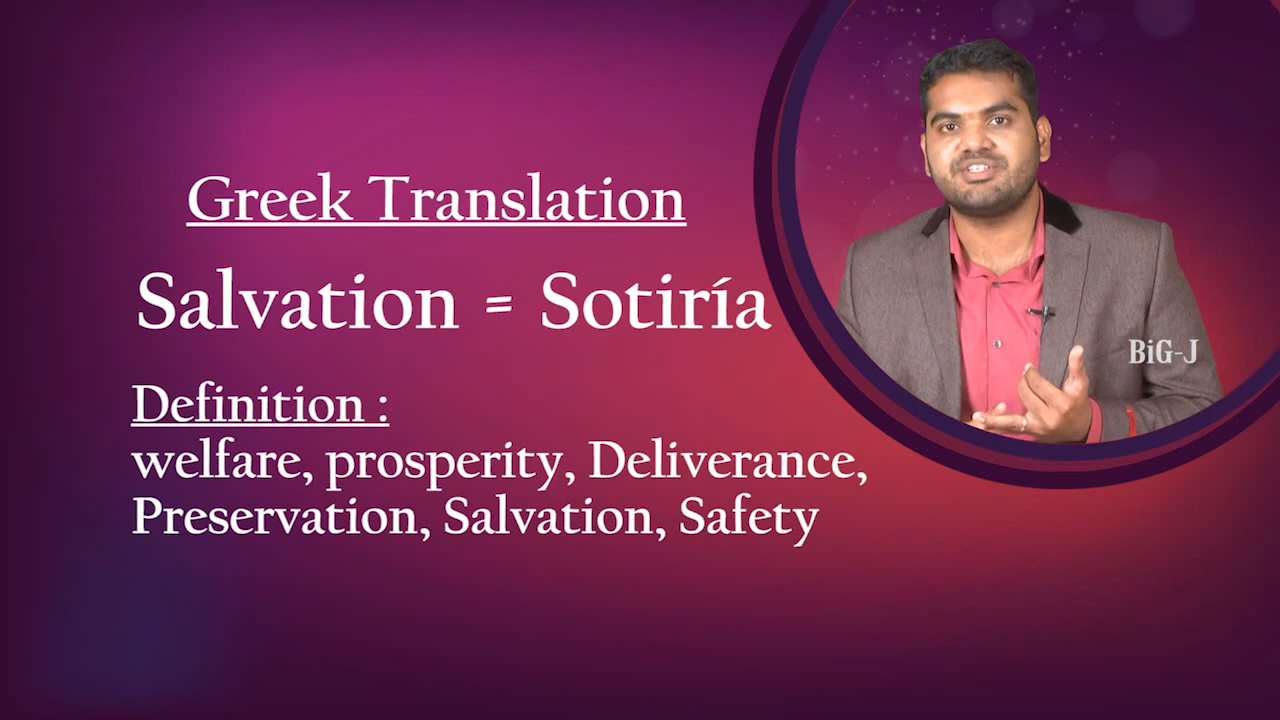 Greek Translation
Salvation = Sotiría
Definition :
welfare, prosperity, Deliverance,
Preservation, Salvation, Safety
BiG-J